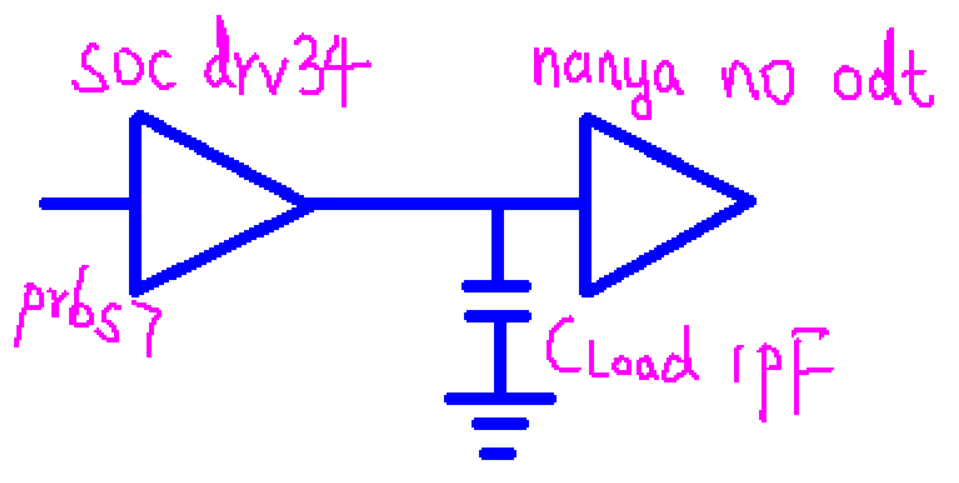 soc drv34
nanya no odt
prbs7
CLoad 1pF